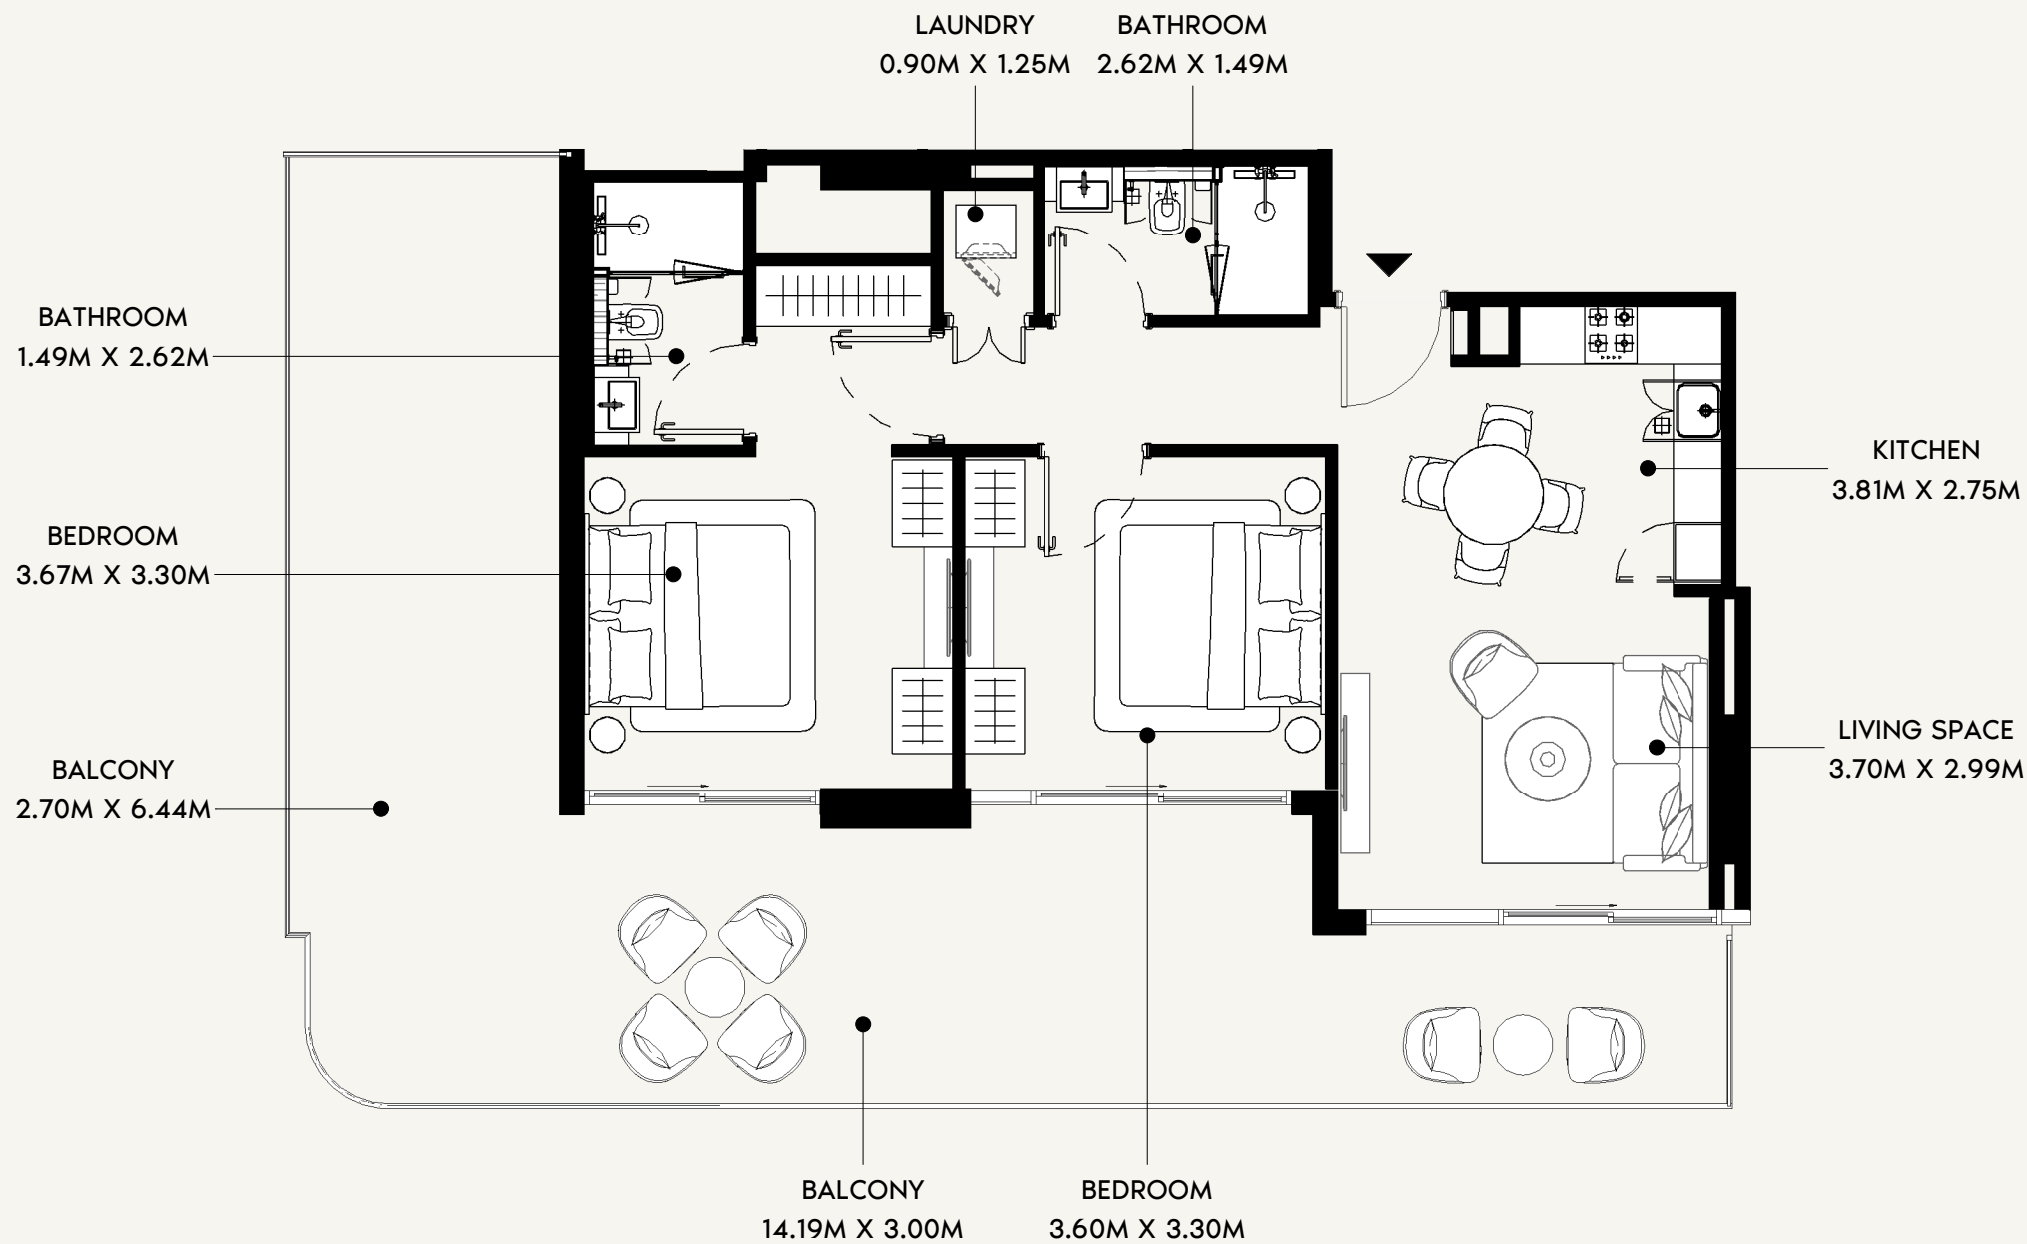 LAUNDRY
0.90M X 1.25M
BATHROOM
2.62M X 1.49M
BATHROOM
1.49M X 2.62M
BEDROOM
3.67M X 3.30M
BALCONY
2.70M X 6.44M
KITCHEN
3.81M X 2.75M
LIVING SPACE
3.70M X 2.99M
BALCONY
14.19M X 3.00M
BEDROOM
3.60M X 3.30M